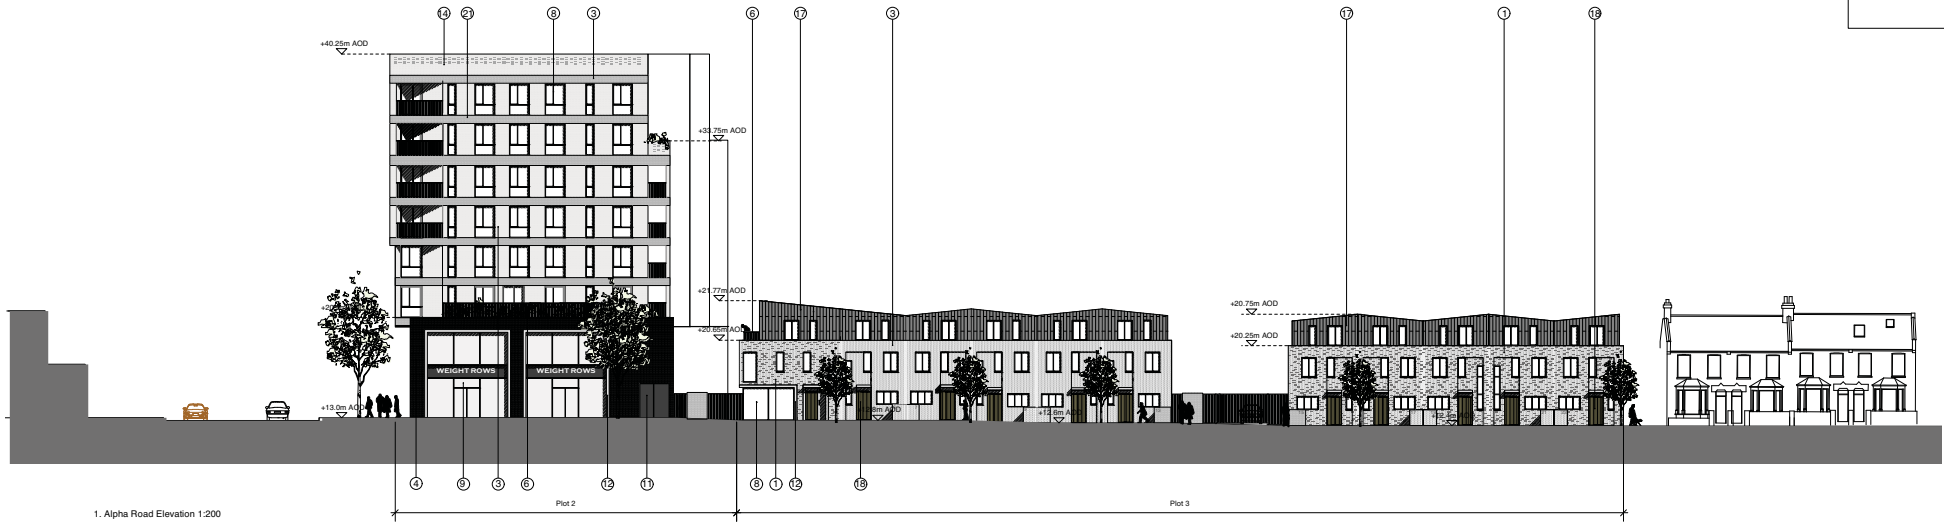 14 21 8 3 6 17 3 17 1 18
+40.25m AOD
+33.75m AOD
+21.77m AOD
+20.65m AOD
+20.75m AOD
+20.25m AOD
WEIGHT ROWS WEIGHT ROWS
+13.0m AOD
+12.6m AOD
4 9 3 6 12 11 8 1 12 18
Plot 2 Plot 3
1. Alpha Road Elevation 1:200